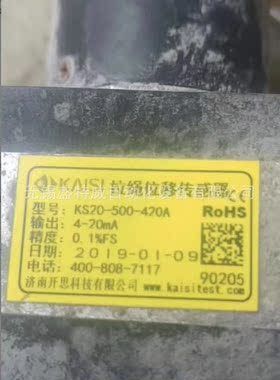 KAISI 拉绳位移传感器
型号: KS20-500-420A
RoHS
输出: 4-20mA
精度: 0.1%FS
日期: 2019-01-09
电话: 400-808-7117
90205
济南开思科技有限公司
www.kaisitest.com